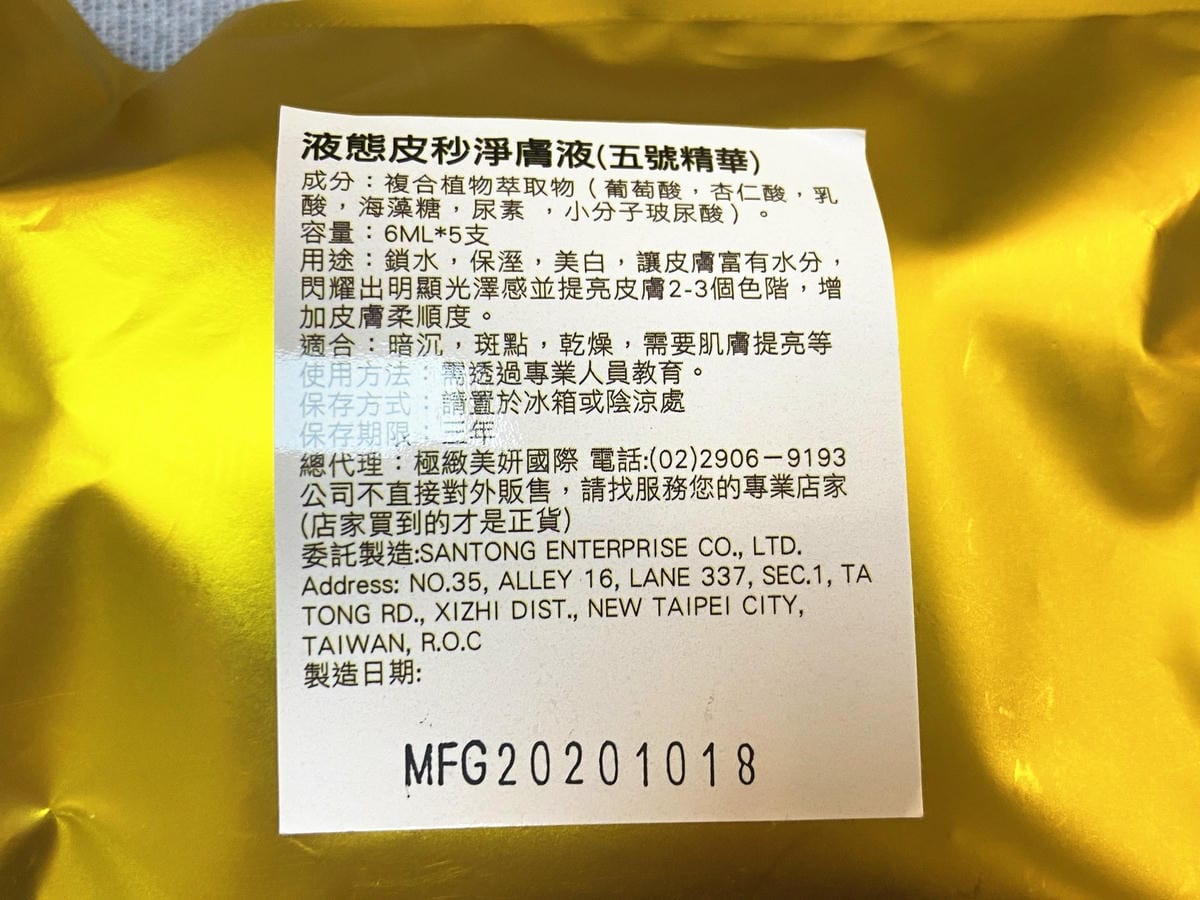 液態皮秒淨膚液(五號精華)
成分：複合植物萃取物（葡萄酸，杏仁酸，乳
酸，海藻糖，尿素 ，小分子玻尿酸）。
容量：6ML*5支
用途：鎖水，保溼，美白，讓皮膚富有水分，
閃耀出明顯光澤感並提亮皮膚2-3個色階，增
加皮膚柔順度。
適合：暗沉，斑點，乾燥，需要肌膚提亮等
使用方法：需透過專業人員教育。
保存方式：請置於冰箱或陰涼處
保存期限：三年
總代理：極緻美妍國際 電話:(02)2906－9193
公司不直接對外販售，請找服務您的專業店家
(店家買到的才是正貨)
委託製造:SANTONG ENTERPRISE CO., LTD.
Address: NO.35, ALLEY 16, LANE 337, SEC.1, TA
TONG RD., XIZHI DIST., NEW TAIPEI CITY,
TAIWAN, R.O.C
製造日期:
MFG20201018